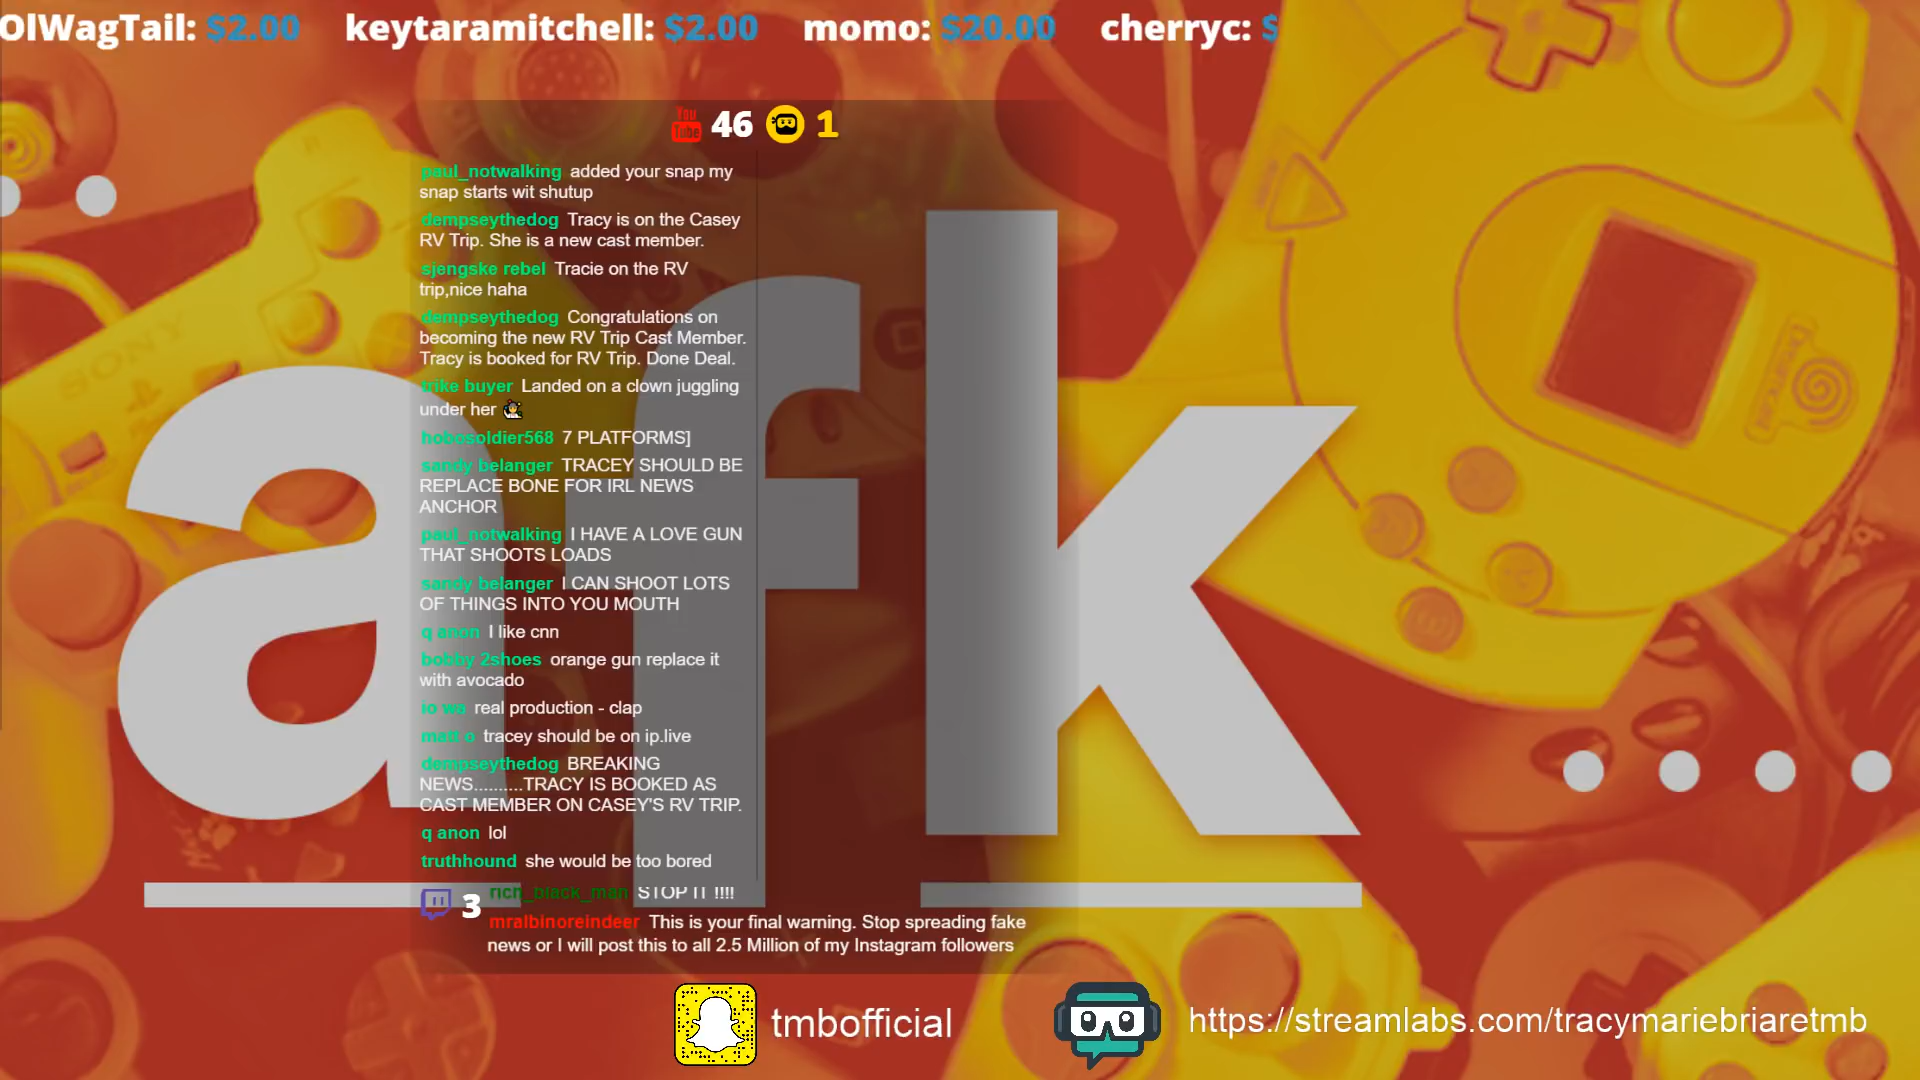 OlWagTail: $2.00 keytaramitchell: $2.00 momo: $20.00 cherryc: $
You Tube 46 1
paul_notwalking added your snap my
snap starts wit shutup
dempseythedog Tracy is on the Casey
RV Trip. She is a new cast member.
sjengske rebel Tracie on the RV
trip,nice haha
dempseythedog Congratulations on
becoming the new RV Trip Cast Member.
Tracy is booked for RV Trip. Done Deal.
trike buyer Landed on a clown juggling
under her
hobosoldier568 7 PLATFORMS]
sandy belanger TRACEY SHOULD BE
REPLACE BONE FOR IRL NEWS
ANCHOR
paul_notwalking I HAVE A LOVE GUN
THAT SHOOTS LOADS
sandy belanger I CAN SHOOT LOTS
OF THINGS INTO YOU MOUTH
q anon I like cnn
bobby 2shoes orange gun replace it
with avocado
io wa real production - clap
matt o tracey should be on ip.live
dempseythedog BREAKING
NEWS..........TRACY IS BOOKED AS
CAST MEMBER ON CASEY'S RV TRIP.
q anon lol
truthhound she would be too bored
3 rich_black_man STOP IT !!!!
mralbinoreindeer This is your final warning. Stop spreading fake
news or I will post this to all 2.5 Million of my Instagram followers
afk
SONY
Dreamcast
tmbofficial https://streamlabs.com/tracymariebriaretmb